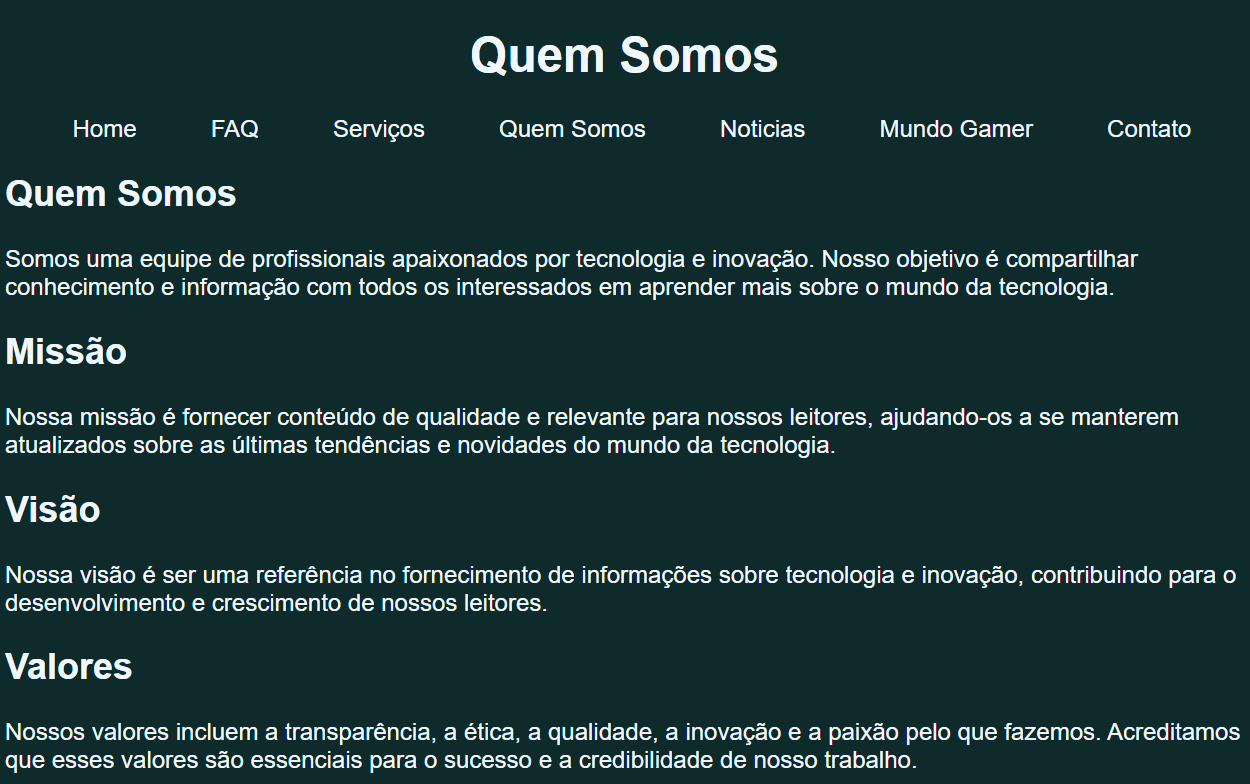 Quem Somos
Home FAQ Serviços Quem Somos Noticias Mundo Gamer Contato
Quem Somos
Somos uma equipe de profissionais apaixonados por tecnologia e inovação. Nosso objetivo é compartilhar
conhecimento e informação com todos os interessados em aprender mais sobre o mundo da tecnologia.
Missão
Nossa missão é fornecer conteúdo de qualidade e relevante para nossos leitores, ajudando-os a se manterem
atualizados sobre as últimas tendências e novidades do mundo da tecnologia.
Visão
Nossa visão é ser uma referência no fornecimento de informações sobre tecnologia e inovação, contribuindo para o
desenvolvimento e crescimento de nossos leitores.
Valores
Nossos valores incluem a transparência, a ética, a qualidade, a inovação e a paixão pelo que fazemos. Acreditamos
que esses valores são essenciais para o sucesso e a credibilidade de nosso trabalho.